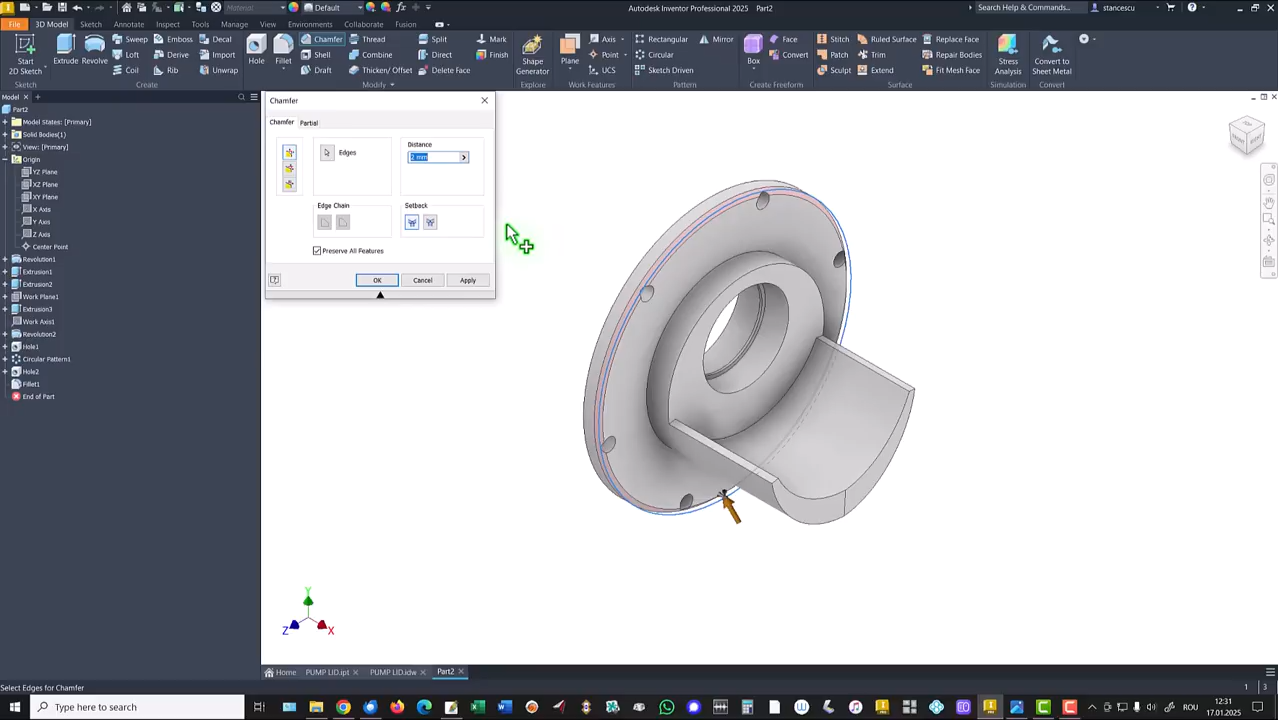 Material
Default
Autodesk Inventor Professional 2025 Part2
Search Help & Commands...
stancescu
File
3D Model
Sketch
Annotate
Inspect
Tools
Manage
View
Environments
Collaborate
Fusion
Start
2D Sketch
Extrude
Revolve
Sweep
Emboss
Decal
Loft
Derive
Import
Coil
Rib
Unwrap
Hole
Fillet
Chamfer
Thread
Split
Mark
Shell
Combine
Direct
Finish
Draft
Thicken/ Offset
Delete Face
Shape
Generator
Plane
Axis
Point
UCS
Rectangular
Mirror
Circular
Sketch Driven
Box
Face
Convert
Stitch
Ruled Surface
Replace Face
Patch
Trim
Repair Bodies
Sculpt
Extend
Fit Mesh Face
Stress
Analysis
Convert to
Sheet Metal
Sketch
Create
Modify
Explore
Work Features
Pattern
Create Freeform
Surface
Simulation
Convert
Model
Part2
Model States: [Primary]
Solid Bodies(1)
View: [Primary]
Origin
YZ Plane
XZ Plane
XY Plane
X Axis
Y Axis
Z Axis
Center Point
Revolution1
Extrusion1
Extrusion2
Work Plane1
Extrusion3
Work Axis1
Revolution2
Hole1
Circular Pattern1
Hole2
Fillet1
End of Part
Chamfer
Chamfer
Partial
Edges
Distance
2 mm
Edge Chain
Setback
Preserve All Features
OK
Cancel
Apply
Y
Z
X
Home
PUMP LID.ipt
PUMP LID.idw
Part2
Select Edges for Chamfer
1
3
Type here to search
ROU
12:31
17.01.2025